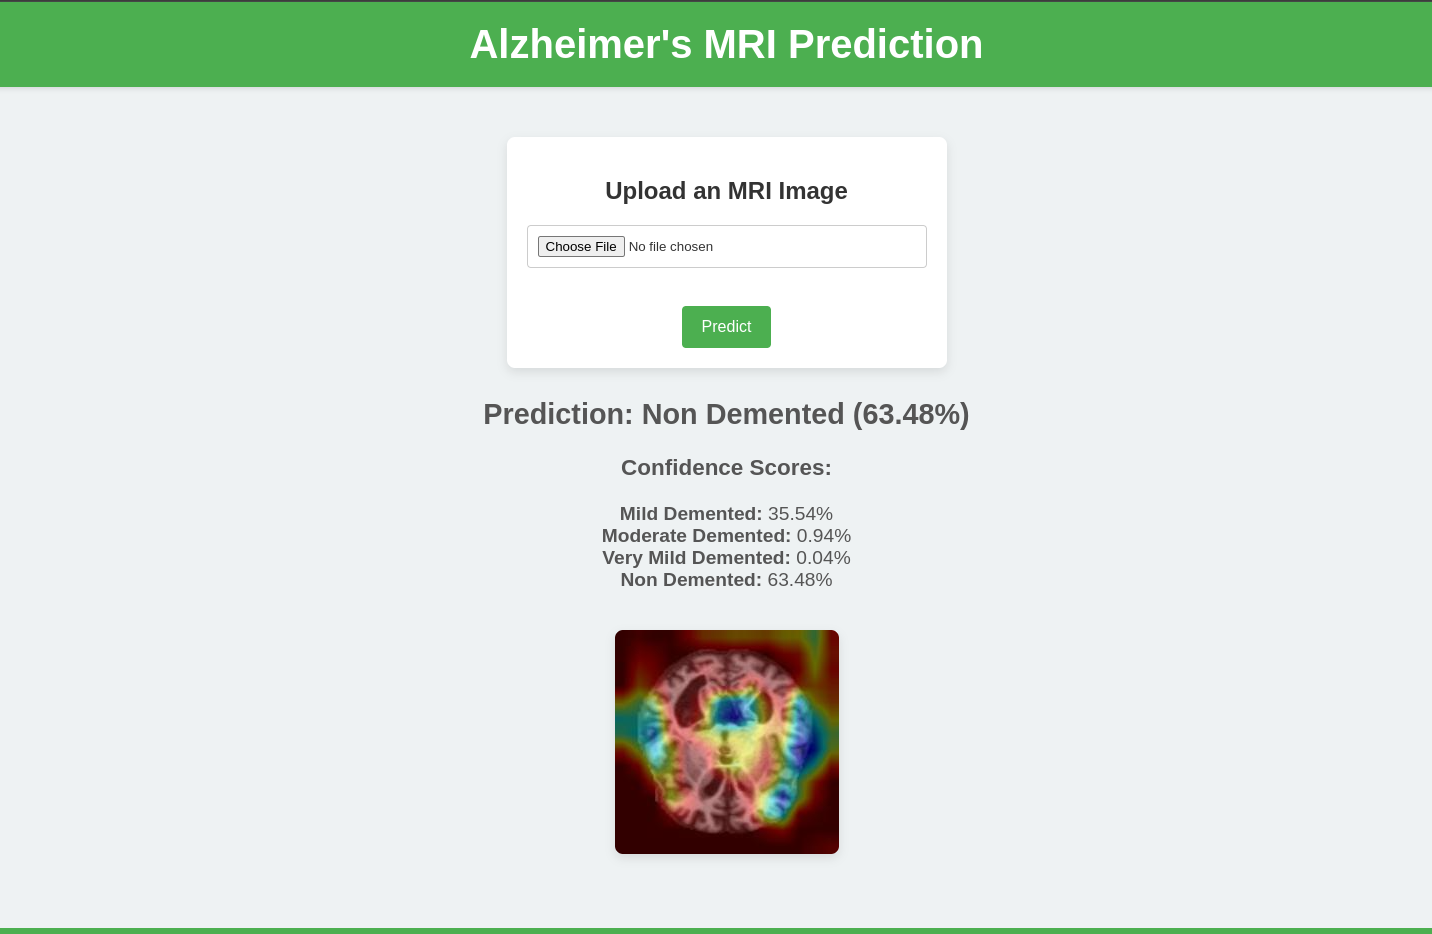 Alzheimer's MRI Prediction
Upload an MRI Image
Choose File No file chosen
Predict
Prediction: Non Demented (63.48%)
Confidence Scores:
Mild Demented: 35.54%
Moderate Demented: 0.94%
Very Mild Demented: 0.04%
Non Demented: 63.48%